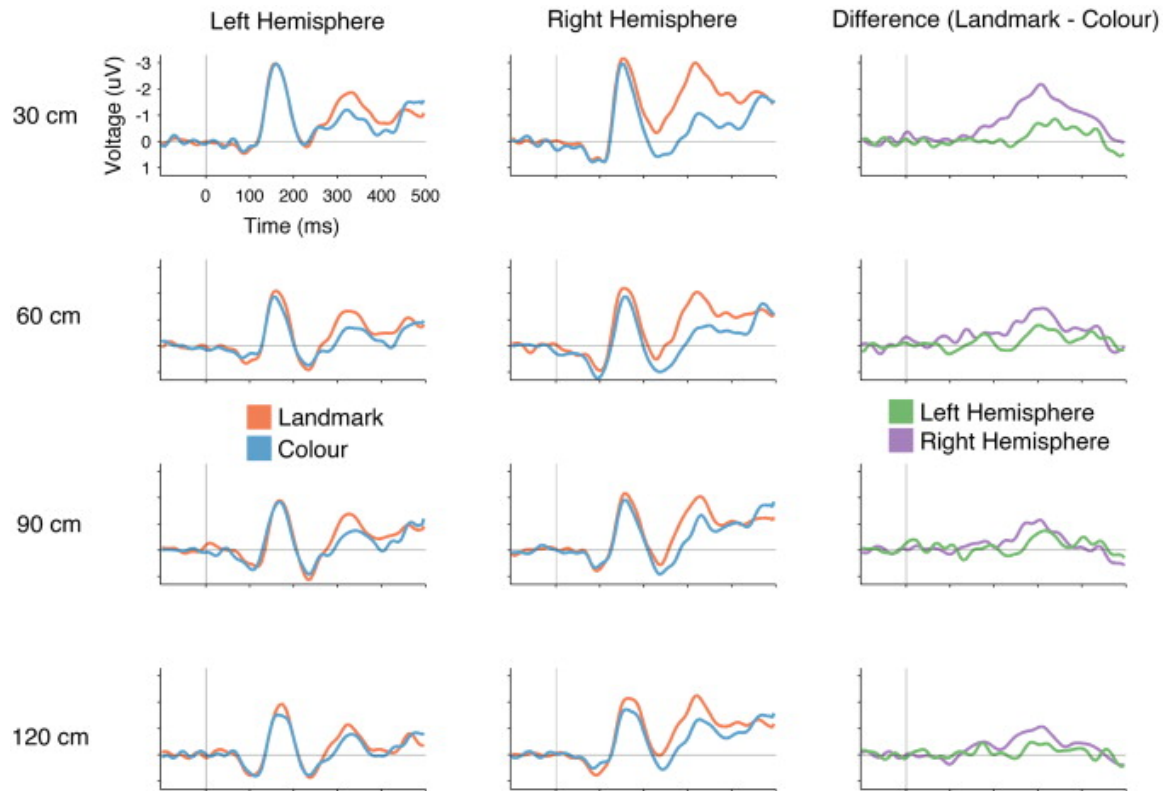 Left Hemisphere
Right Hemisphere
Difference (Landmark - Colour)
30 cm
Voltage (uV)
-3
-2
-1
0
1
0 100 200 300 400 500
Time (ms)
60 cm
Landmark
Colour
Left Hemisphere
Right Hemisphere
90 cm
120 cm